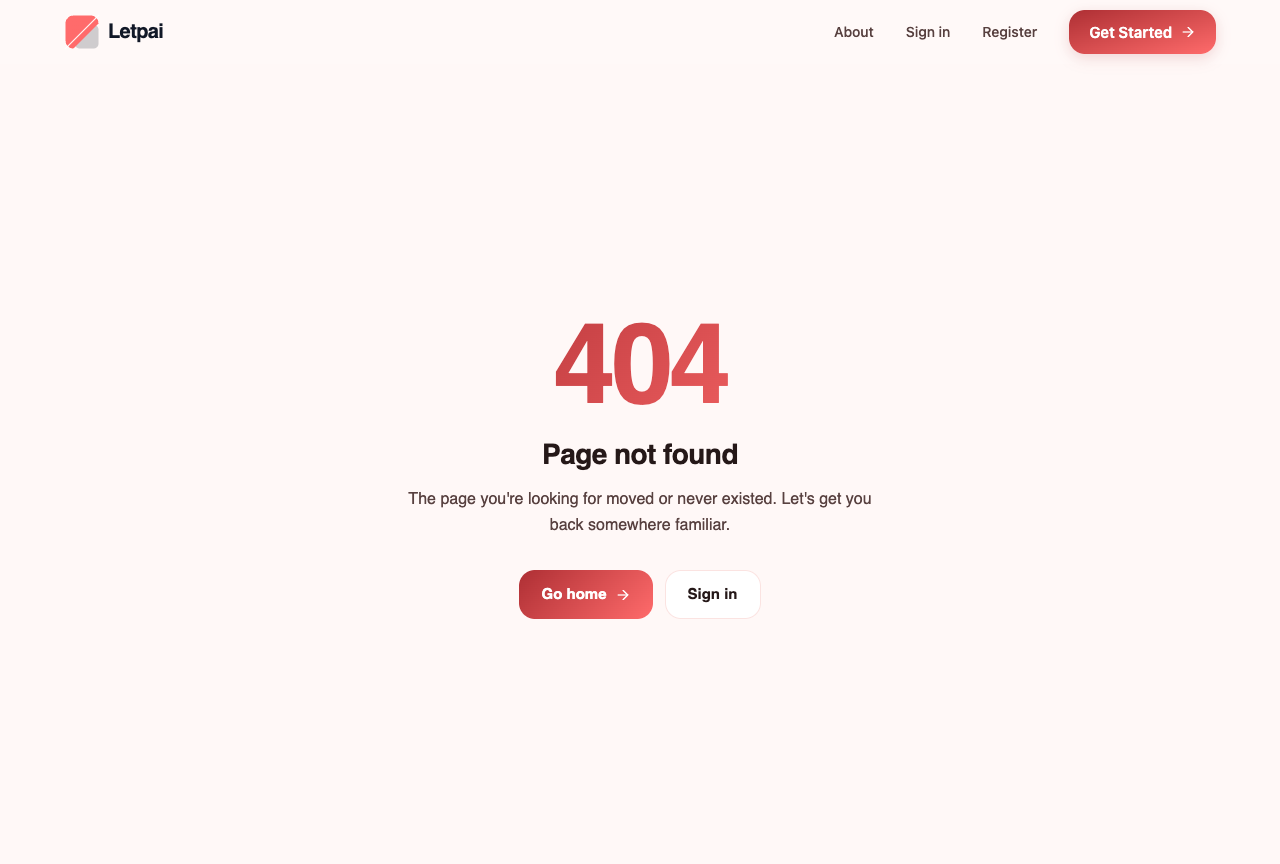 Letpai
About
Sign in
Register
Get Started
404
Page not found
The page you're looking for moved or never existed. Let's get you
back somewhere familiar.
Go home
Sign in